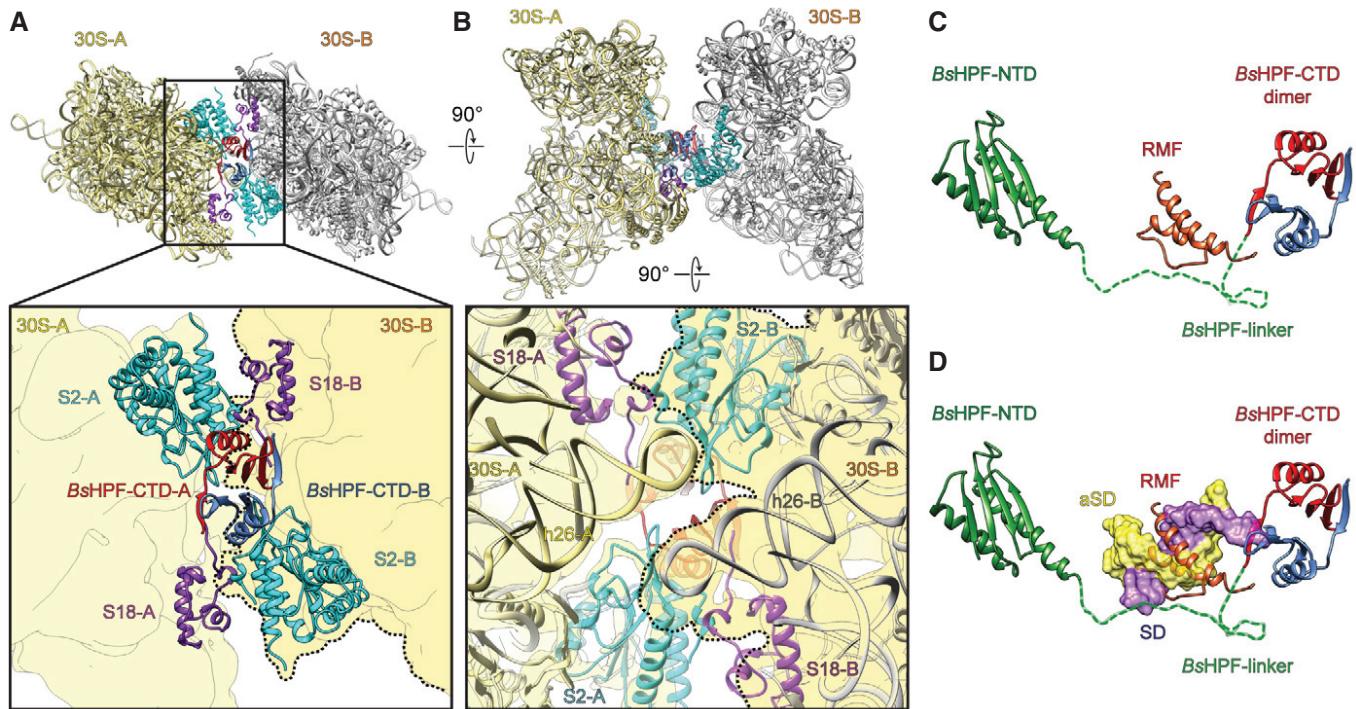 A
30S-A
30S-B
90°
B
30S-A
30S-B
90°
30S-A
30S-B
S2-A
S18-B
BsHPF-CTD-A
BsHPF-CTD-B
S2-B
S18-A
S2-B
S18-A
30S-A
30S-B
h26-A
h26-B
S2-A
S18-B
C
BsHPF-NTD
BsHPF-CTD
dimer
RMF
BsHPF-linker
D
BsHPF-NTD
BsHPF-CTD
dimer
RMF
aSD
SD
BsHPF-linker